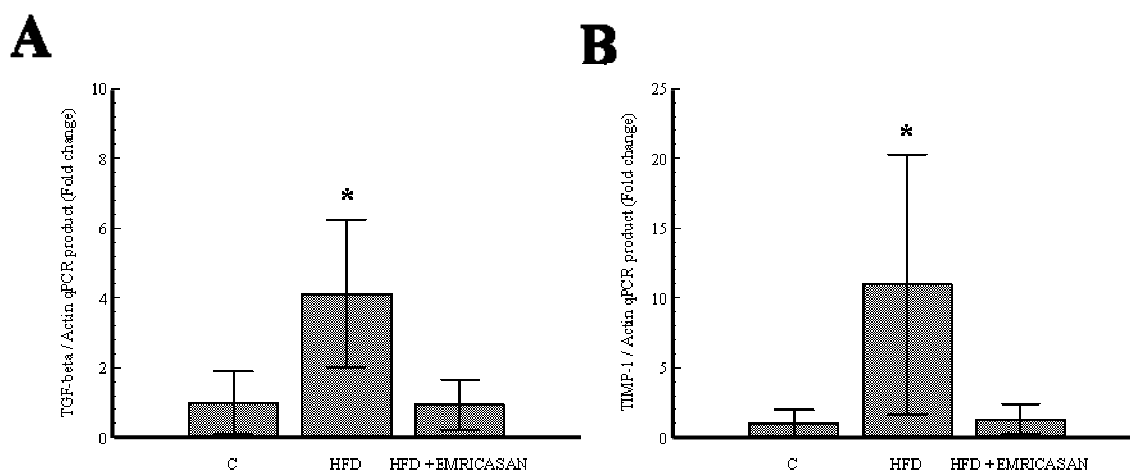 A
B
TGF-beta / Actin qPCR product (Fold change)
10
8
6
4
2
0
*
C
HFD
HFD + EMRICASAN
TIMP-1 / Actin qPCR product (Fold change)
25
20
15
10
5
0
*
C
HFD
HFD + EMRICASAN